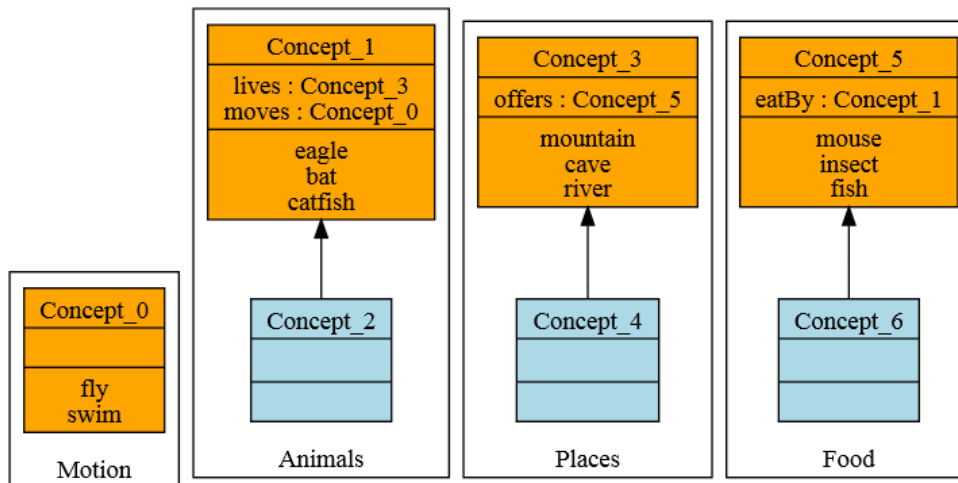 Concept_0
fly
swim
Motion
Concept_1
lives : Concept_3
moves : Concept_0
eagle
bat
catfish
Concept_2
Animals
Concept_3
offers : Concept_5
mountain
cave
river
Concept_4
Places
Concept_5
eatBy : Concept_1
mouse
insect
fish
Concept_6
Food